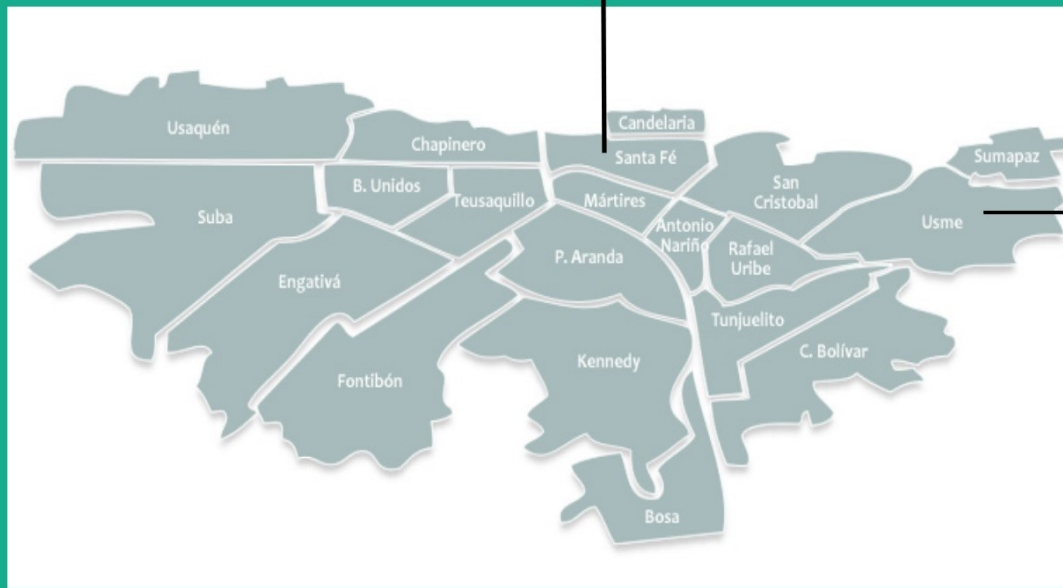 Candelaria
Usaquén
Chapinero
Santa Fé
Sumapaz
B. Unidos
Teusaquillo
Mártires
San
Cristobal
Suba
Antonio
Nariño
Usme
Engativá
P. Aranda
Rafael
Uribe
Tunjuelito
Fontibón
Kennedy
C. Bolívar
Bosa